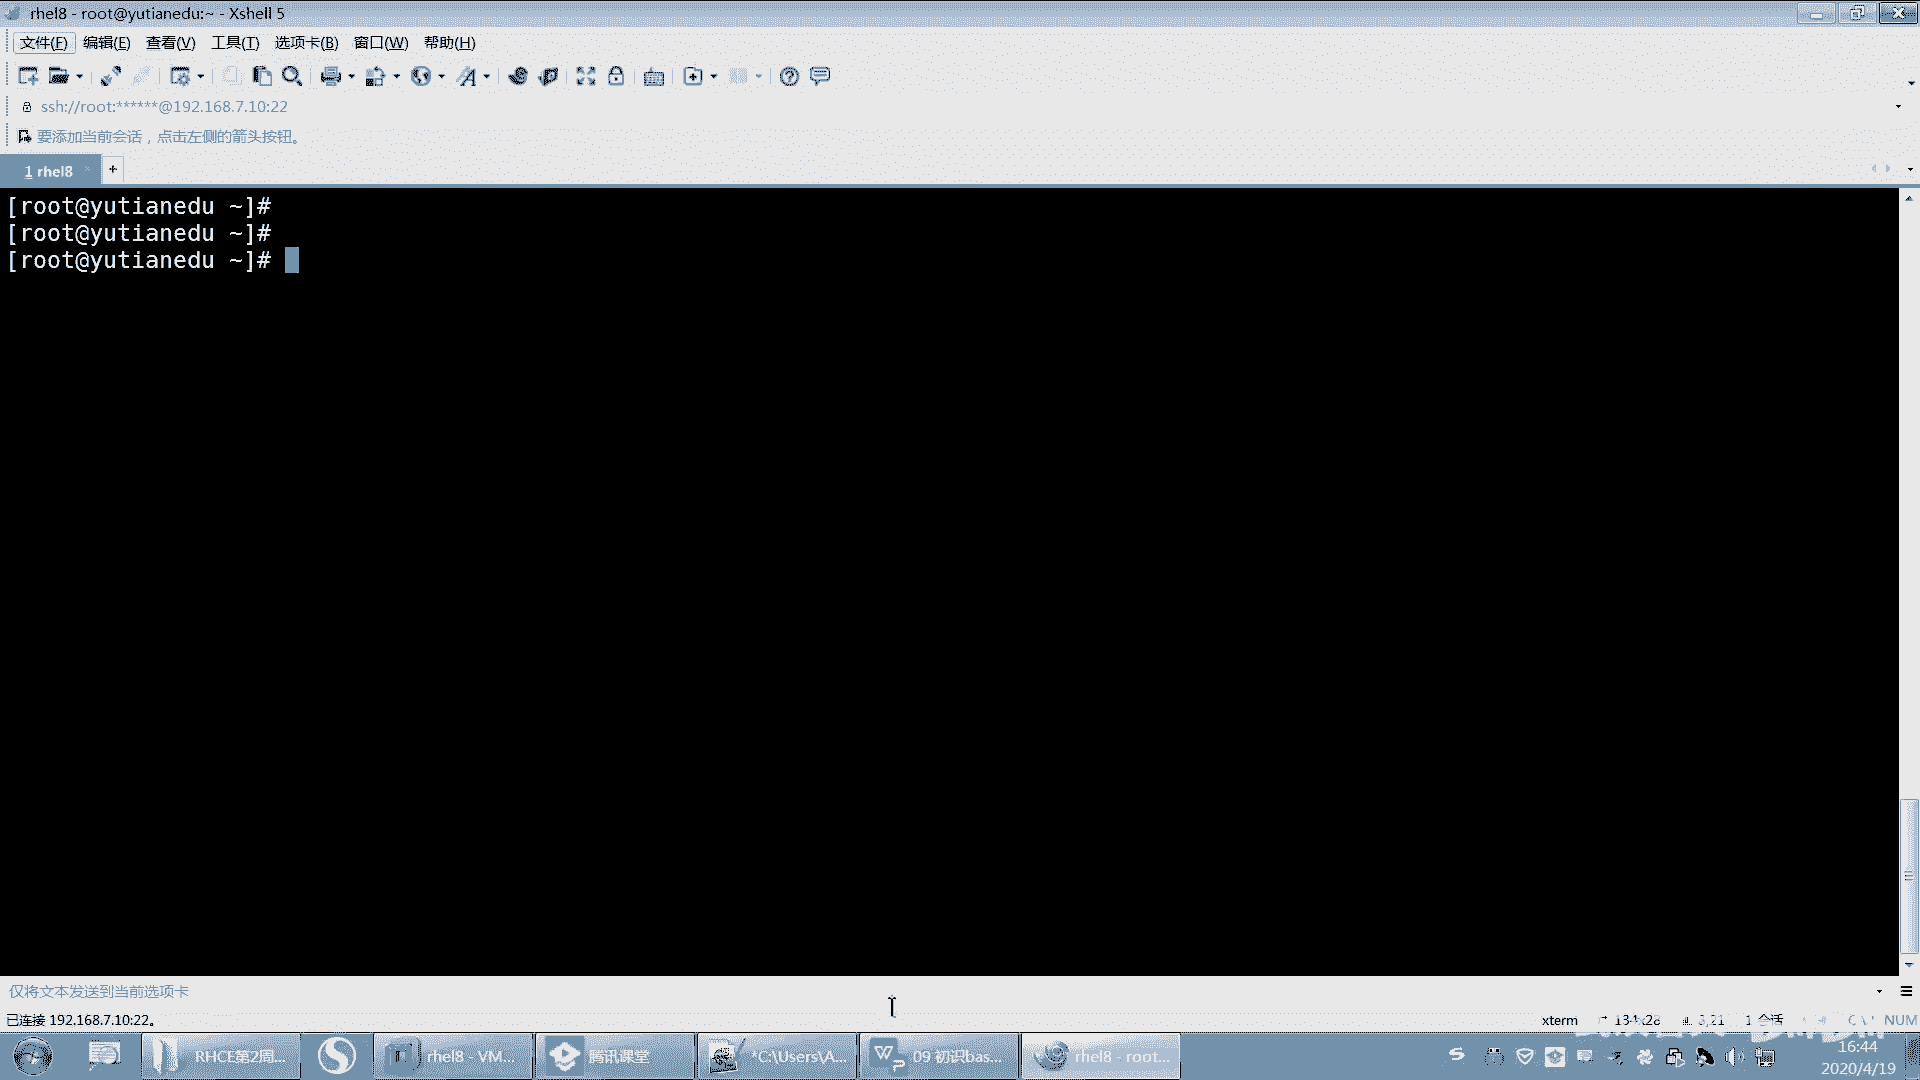 rhel8 - root@yutianedu:~ - Xshell 5
文件(F) 编辑(E) 查看(V) 工具(T) 选项卡(B) 窗口(W) 帮助(H)
ssh://root:******@192.168.7.10:22
要添加当前会话，点击左侧的箭头按钮。
1 rhel8
[root@yutianedu ~]#
[root@yutianedu ~]#
[root@yutianedu ~]#
仅将文本发送到当前选项卡
已连接 192.168.7.10:22。
xterm 134x28 3,21 1 会话 NUM
RHCE第2周... rhel8 - VM... 腾讯课堂 *C:\Users\A... 09 初识bas... rhel8 - root...
16:44
2020/4/19